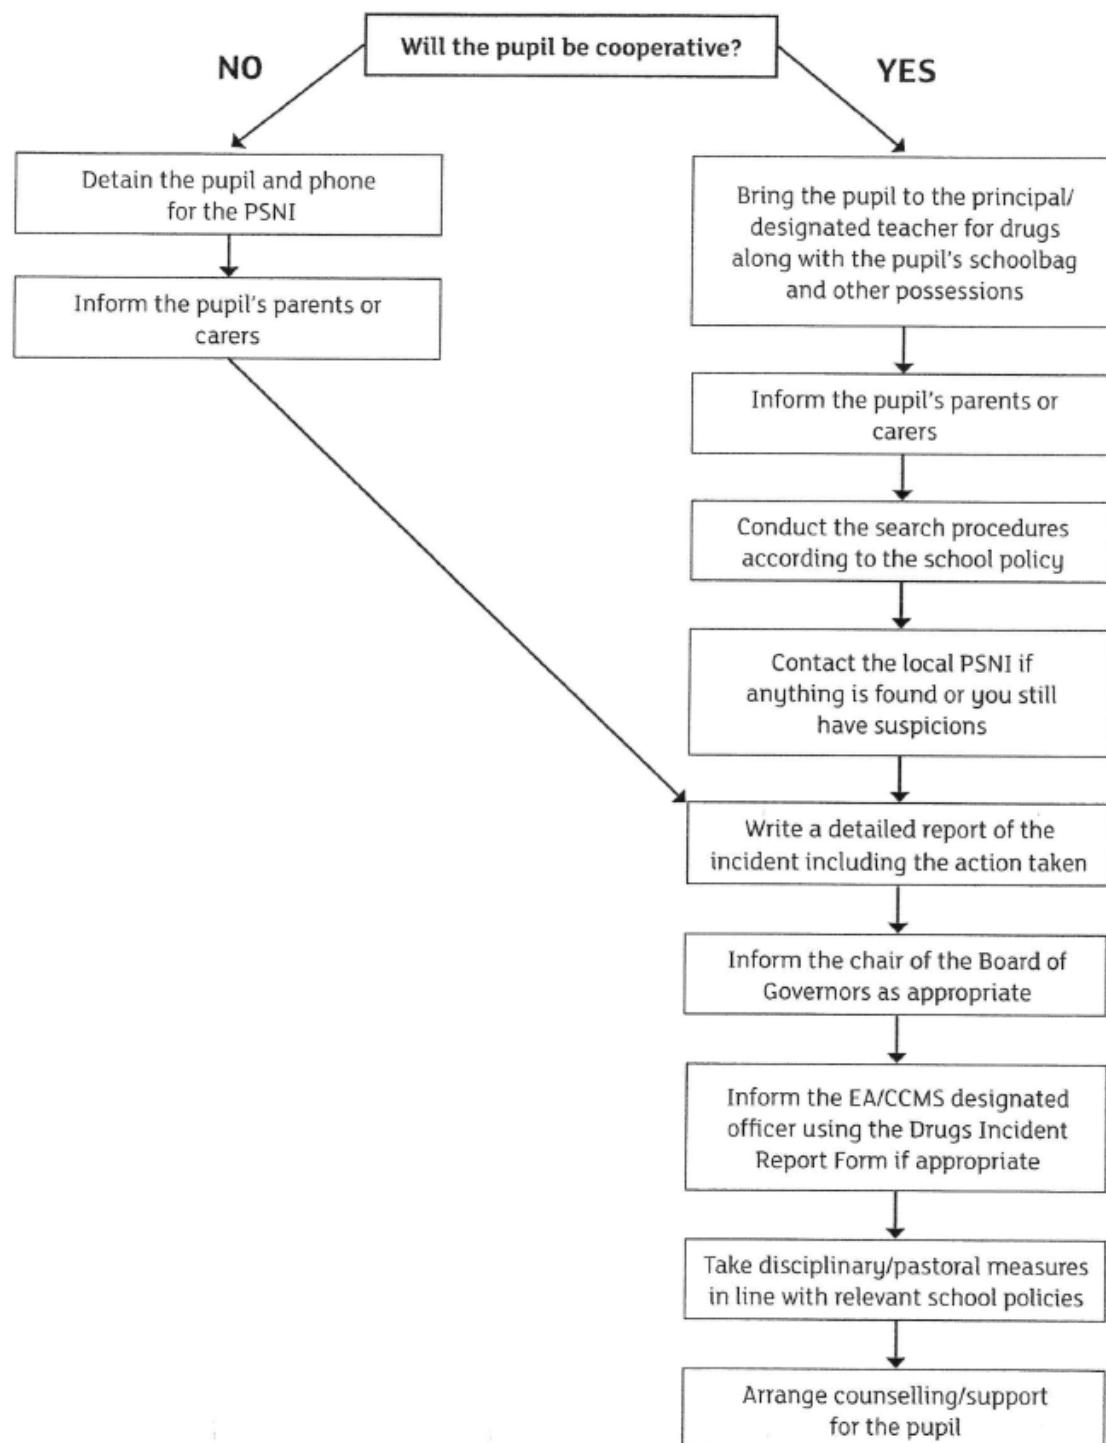 Will the pupil be cooperative?
NO
YES
Detain the pupil and phone
for the PSNI
Inform the pupil's parents or
carers
Bring the pupil to the principal/
designated teacher for drugs
along with the pupil's schoolbag
and other possessions
Inform the pupil's parents or
carers
Conduct the search procedures
according to the school policy
Contact the local PSNI if
anything is found or you still
have suspicions
Write a detailed report of the
incident including the action taken
Inform the chair of the Board of
Governors as appropriate
Inform the EA/CCMS designated
officer using the Drugs Incident
Report Form if appropriate
Take disciplinary/pastoral measures
in line with relevant school policies
Arrange counselling/support
for the pupil